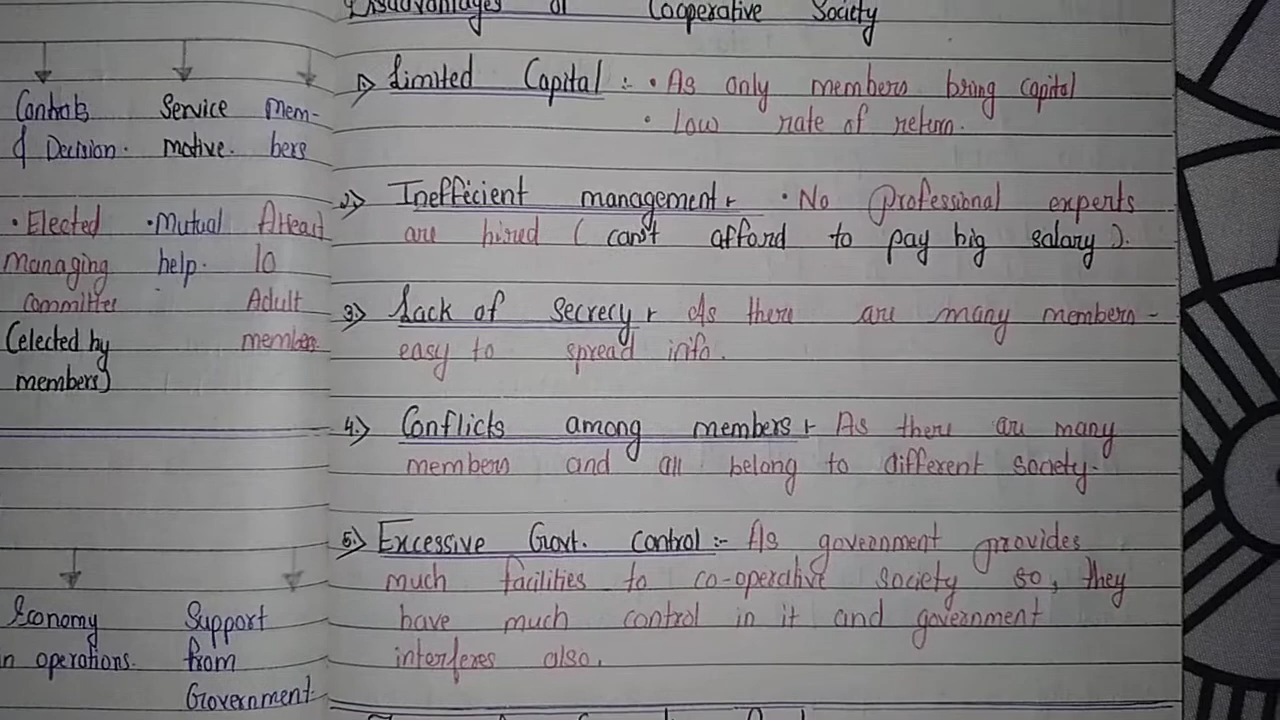 Controls Service Mem-
& Decision. motive. bers
• Elected • Mutual Atleast
Managing help. 10
Committee Adult
(elected by members
members)
Economy Support
n operations. from
Government.
Disadvantages of Cooperative Society
1) Limited Capital :- • As only members bring capital
• Low rate of return.
2) Inefficient management :- • No Professional experts
are hired ( can't afford to pay big salary ).
3) Lack of Secrecy :- As there are many members -
easy to spread info.
4.) Conflicts among members :- As there are many
members and all belong to different society.
5.) Excessive Govt. Control :- As government provides
much facilities to co-operative society so, they
have much control in it and government
interferes also.